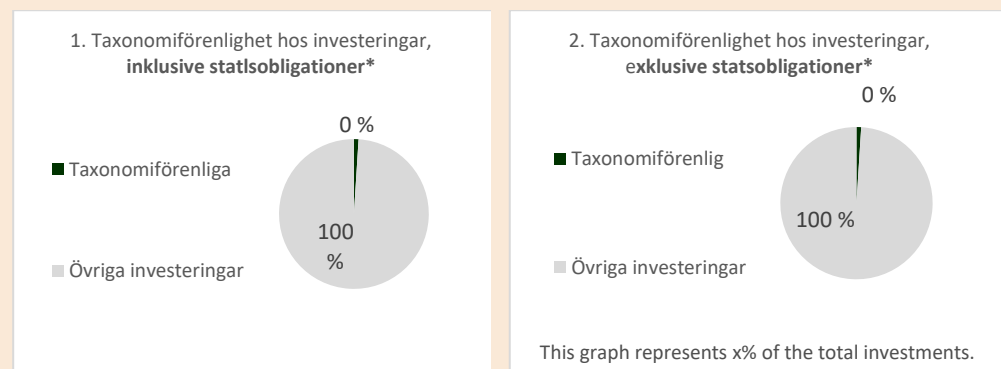 1. Taxonomiförenlighet hos investeringar,
inklusive statlsobligationer*
0 %
Taxonomiförenliga
100
%
Övriga investeringar
2. Taxonomiförenlighet hos investeringar,
exklusive statsobligationer*
0 %
Taxonomiförenlig
100 %
Övriga investeringar
This graph represents x% of the total investments.